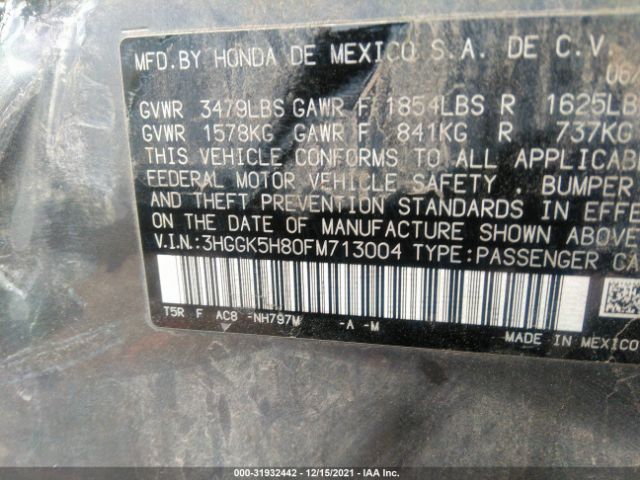 MFD.BY HONDA DE MEXICO S.A. DE C.V.
GVWR 3479LBS GAWR F 1854LBS R 1625LB
GVWR 1578KG GAWR F 841KG R 737KG
THIS VEHICLE CONFORMS TO ALL APPLICABL
FEDERAL MOTOR VEHICLE SAFETY , BUMPER
AND THEFT PREVENTION STANDARDS IN EFFE
ON THE DATE OF MANUFACTURE SHOWN ABOV
V.I.N.:3HGGK5H80FM713004 TYPE:PASSENGER CA
T5R F AC8 -NH797M -A -M
MADE IN MEXICO
000-31932442 - 12/15/2021 - IAA Inc.